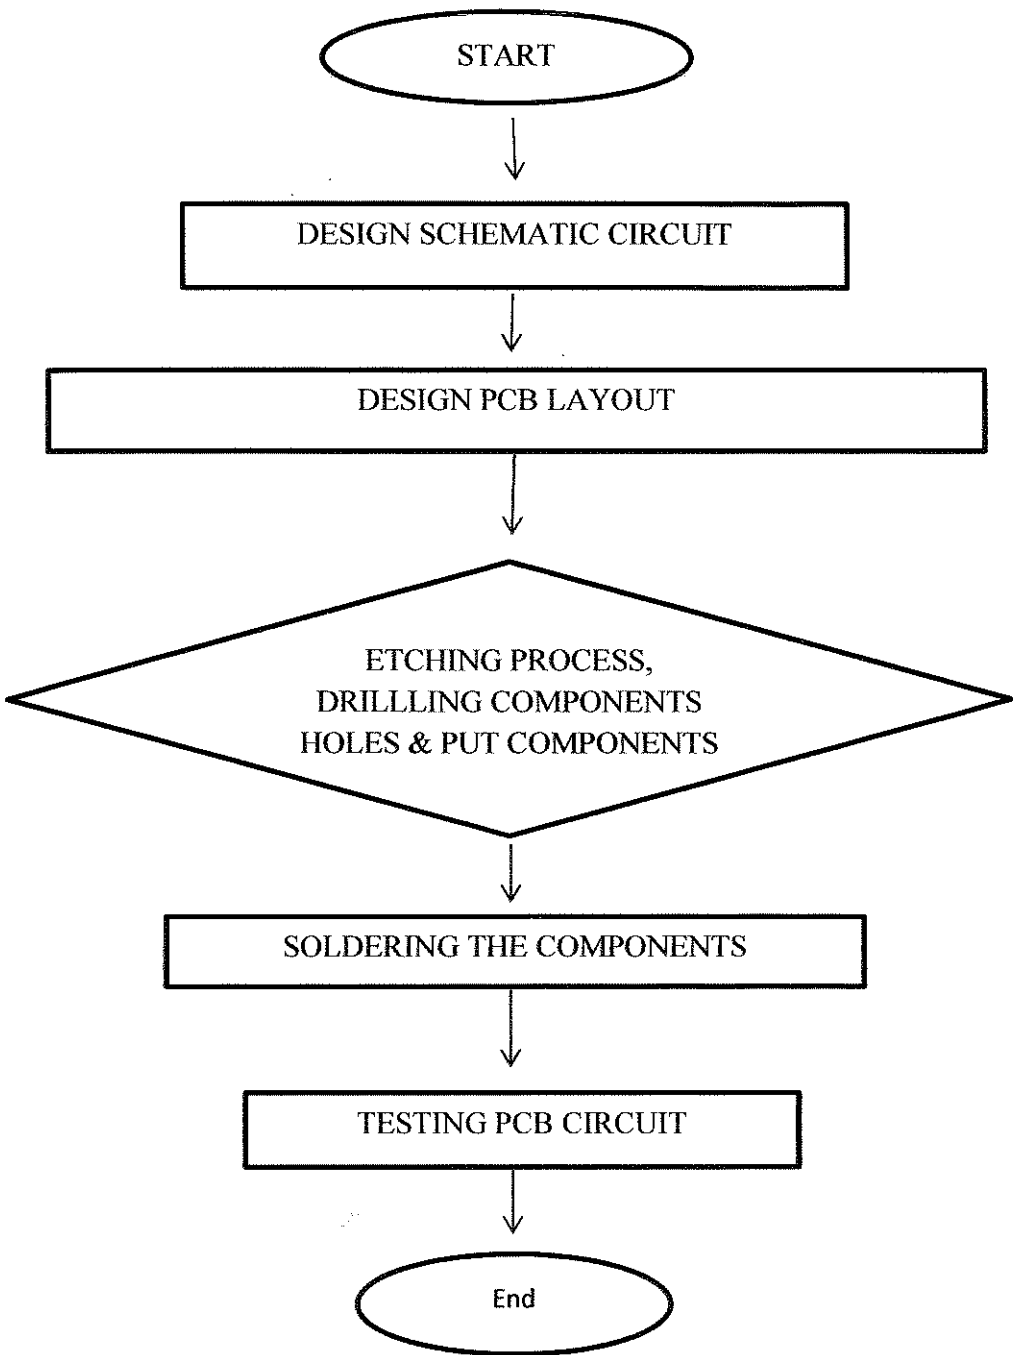 START
DESIGN SCHEMATIC CIRCUIT
DESIGN PCB LAYOUT
ETCHING PROCESS,
DRILLLING COMPONENTS
HOLES & PUT COMPONENTS
SOLDERING THE COMPONENTS
TESTING PCB CIRCUIT
End